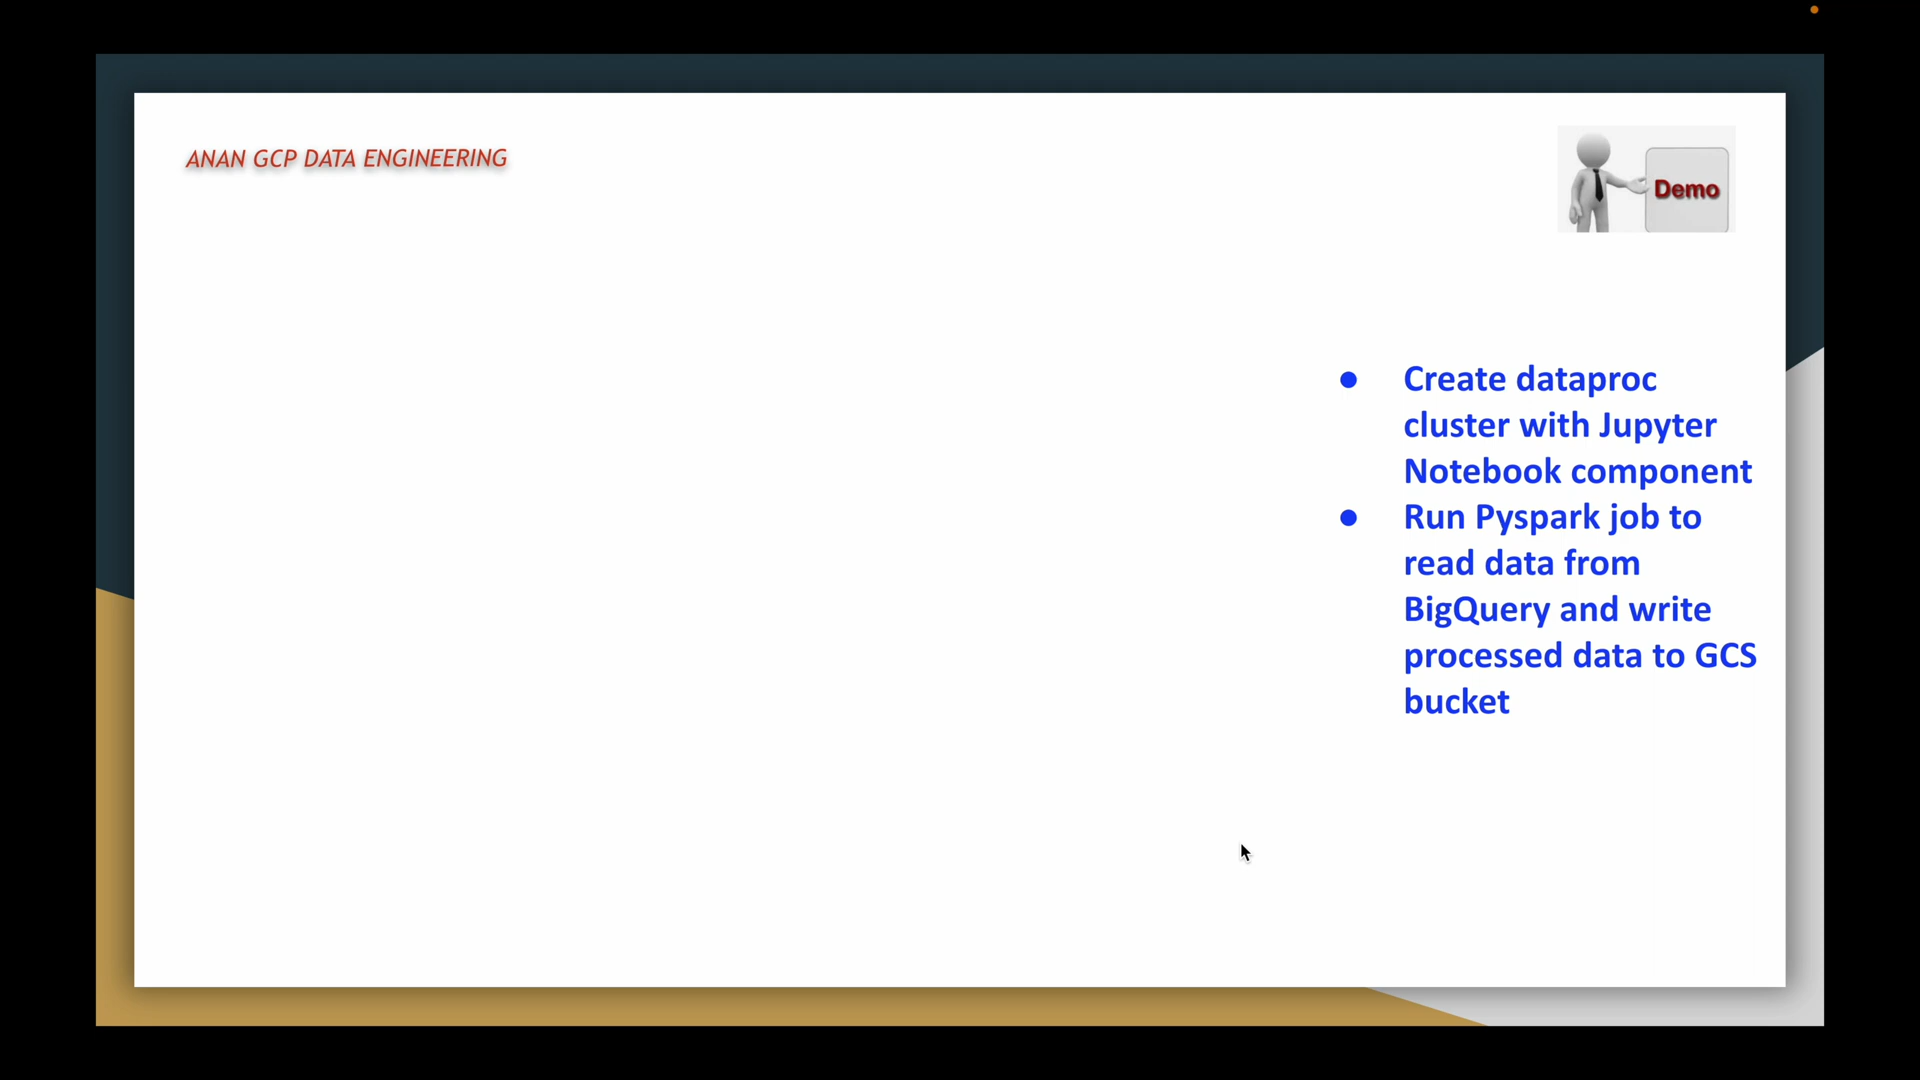 ANAN GCP DATA ENGINEERING
Demo
● Create dataproc
cluster with Jupyter
Notebook component
● Run Pyspark job to
read data from
BigQuery and write
processed data to GCS
bucket